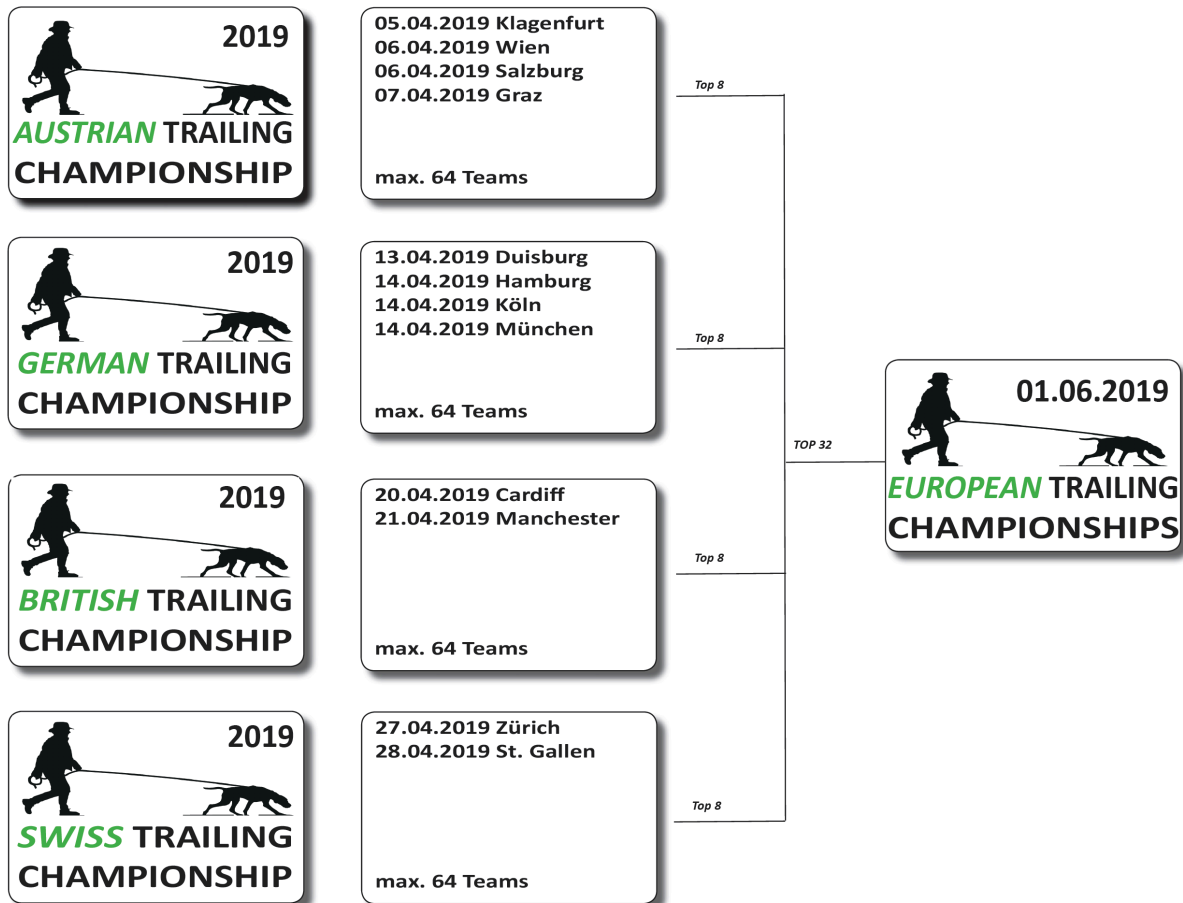 2019
AUSTRIAN TRAILING
CHAMPIONSHIP
05.04.2019 Klagenfurt
06.04.2019 Wien
06.04.2019 Salzburg
07.04.2019 Graz
max. 64 Teams
Top 8
2019
GERMAN TRAILING
CHAMPIONSHIP
13.04.2019 Duisburg
14.04.2019 Hamburg
14.04.2019 Köln
14.04.2019 München
max. 64 Teams
Top 8
2019
BRITISH TRAILING
CHAMPIONSHIP
20.04.2019 Cardiff
21.04.2019 Manchester
max. 64 Teams
Top 8
2019
SWISS TRAILING
CHAMPIONSHIP
27.04.2019 Zürich
28.04.2019 St. Gallen
max. 64 Teams
Top 8
TOP 32
01.06.2019
EUROPEAN TRAILING
CHAMPIONSHIPS